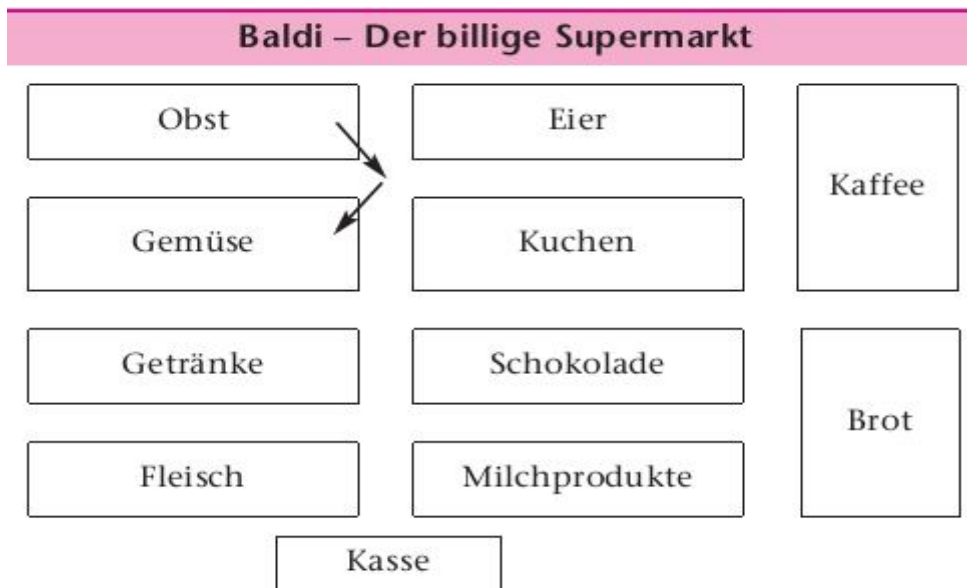 Baldi – Der billige Supermarkt
Obst
Eier
Kaffee
Gemüse
Kuchen
Getränke
Schokolade
Brot
Fleisch
Milchprodukte
Kasse